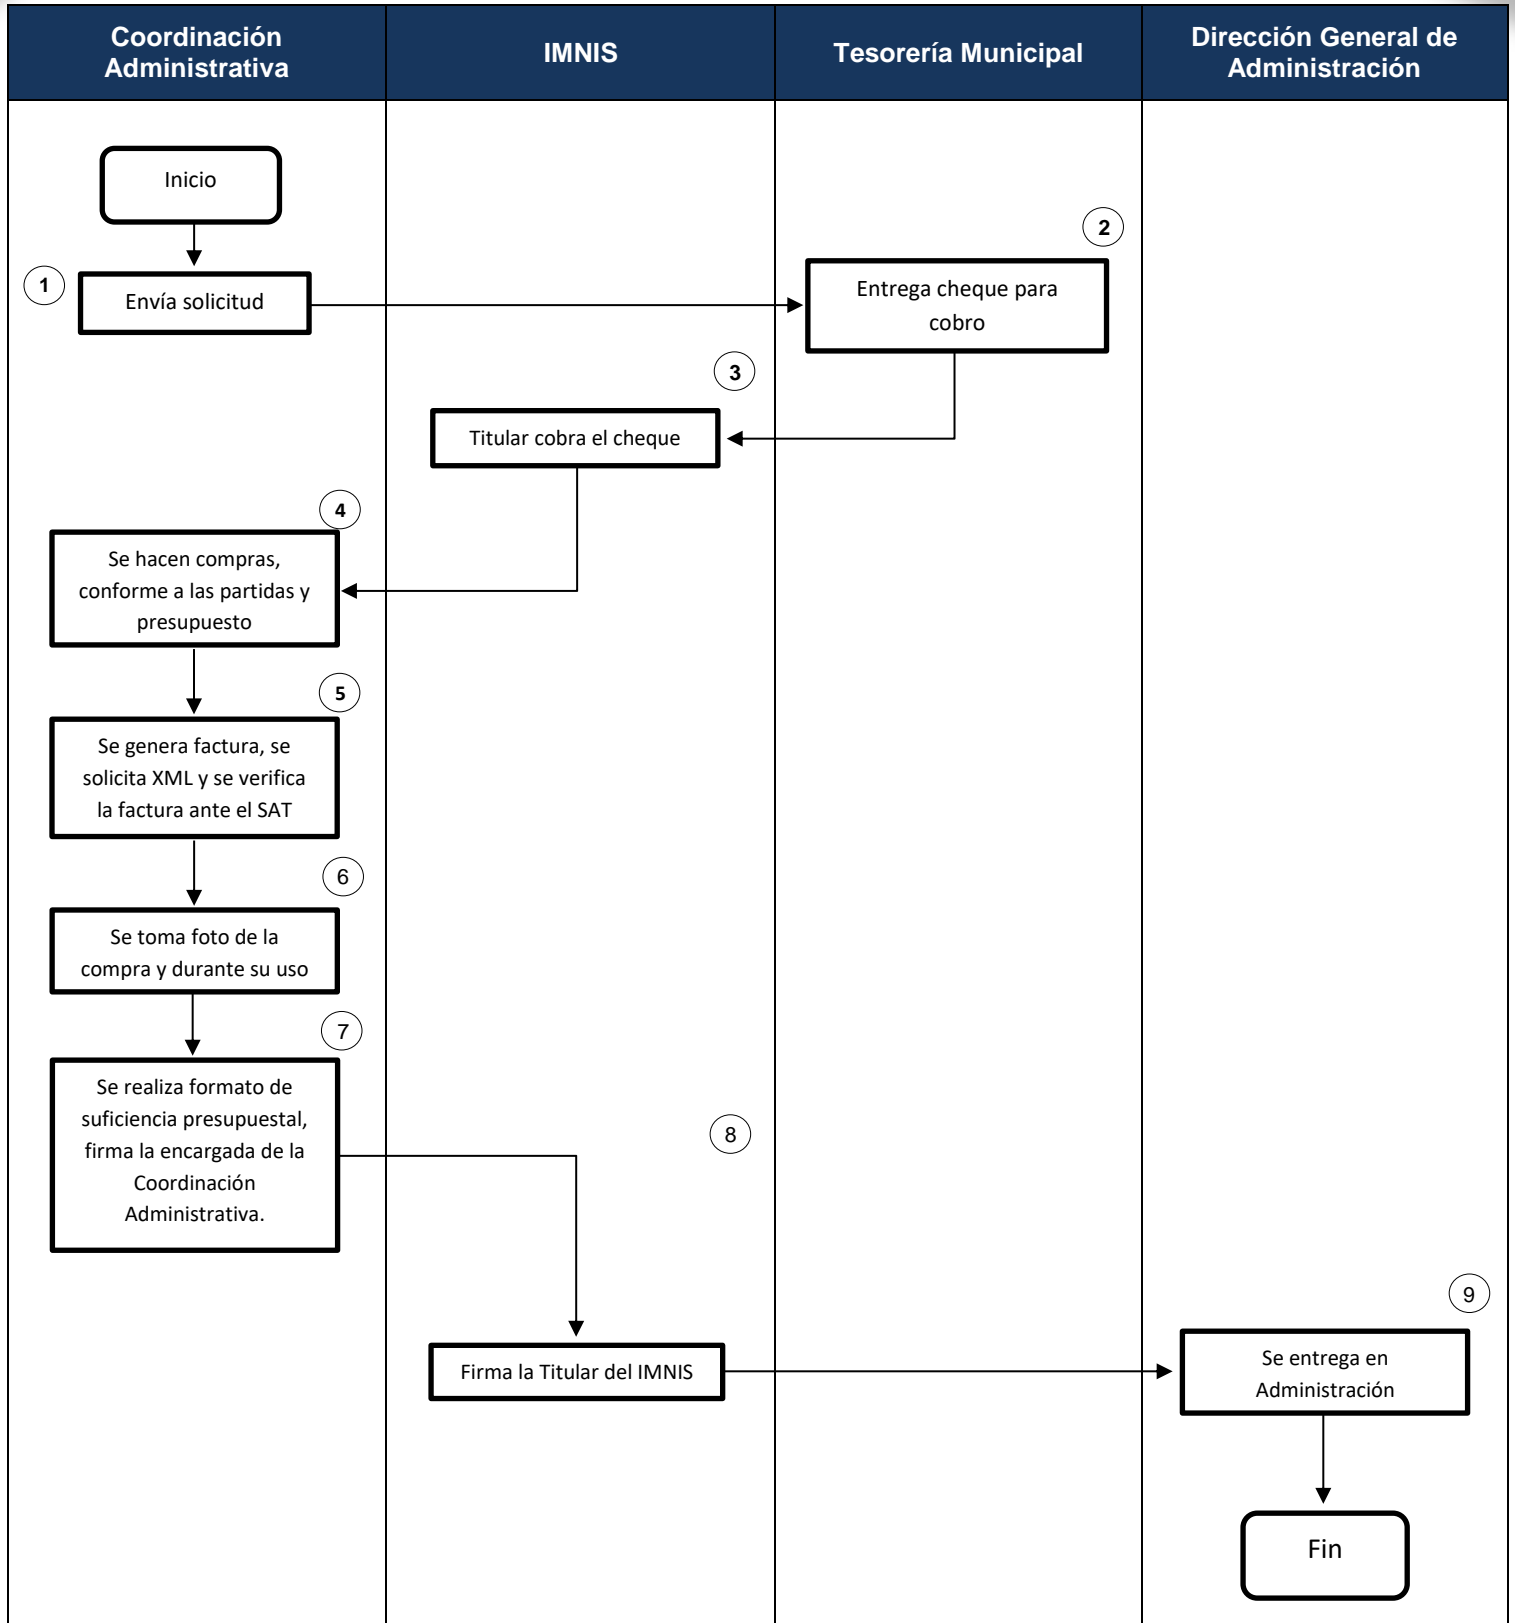 Coordinación
Administrativa
IMNIS
Tesorería Municipal
Dirección General de
Administración
Inicio
1
Envía solicitud
2
Entrega cheque para
cobro
3
Titular cobra el cheque
4
Se hacen compras,
conforme a las partidas y
presupuesto
5
Se genera factura, se
solicita XML y se verifica
la factura ante el SAT
6
Se toma foto de la
compra y durante su uso
7
Se realiza formato de
suficiencia presupuestal,
firma la encargada de la
Coordinación
Administrativa.
8
Firma la Titular del IMNIS
9
Se entrega en
Administración
Fin